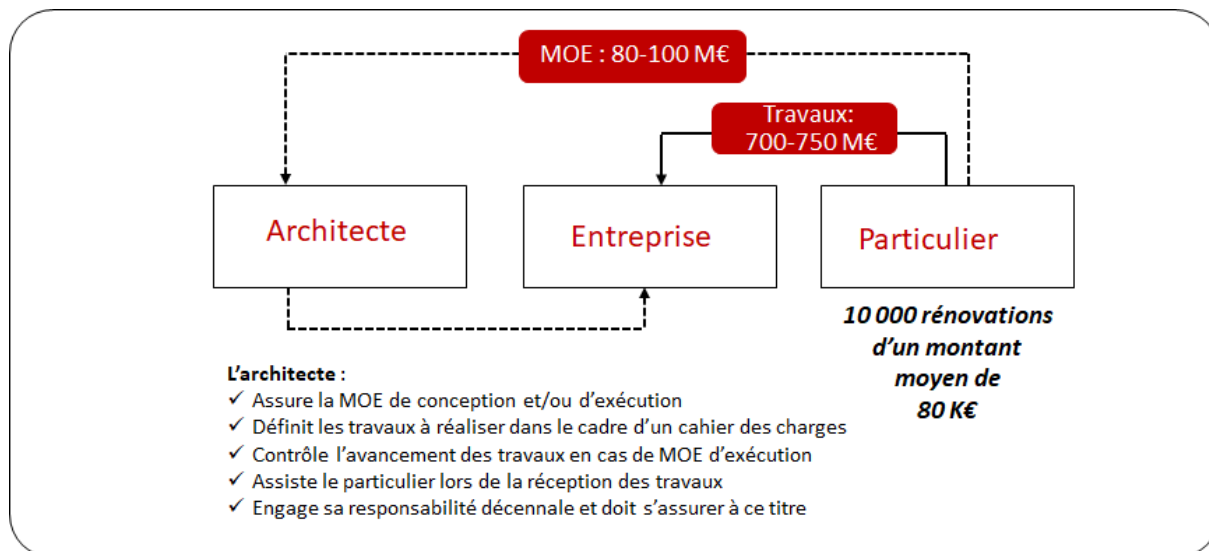 MOE : 80-100 M€
Travaux:
700-750 M€
Architecte
Entreprise
Particulier
10 000 rénovations
d’un montant
moyen de
80 K€
L’architecte :
✓ Assure la MOE de conception et/ou d’exécution
✓ Définit les travaux à réaliser dans le cadre d’un cahier des charges
✓ Contrôle l’avancement des travaux en cas de MOE d’exécution
✓ Assiste le particulier lors de la réception des travaux
✓ Engage sa responsabilité décennale et doit s’assurer à ce titre